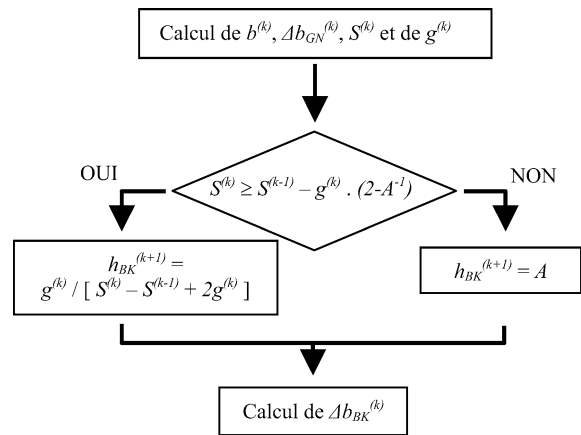 Calcul de b^(k), Δb_GN^(k), S^(k) et de g^(k)
OUI
S^(k) ≥ S^(k-1) – g^(k) . (2-A^-1)
NON
h_BK^(k+1) =
g^(k) / [ S^(k) – S^(k-1) + 2g^(k) ]
h_BK^(k+1) = A
Calcul de Δb_BK^(k)